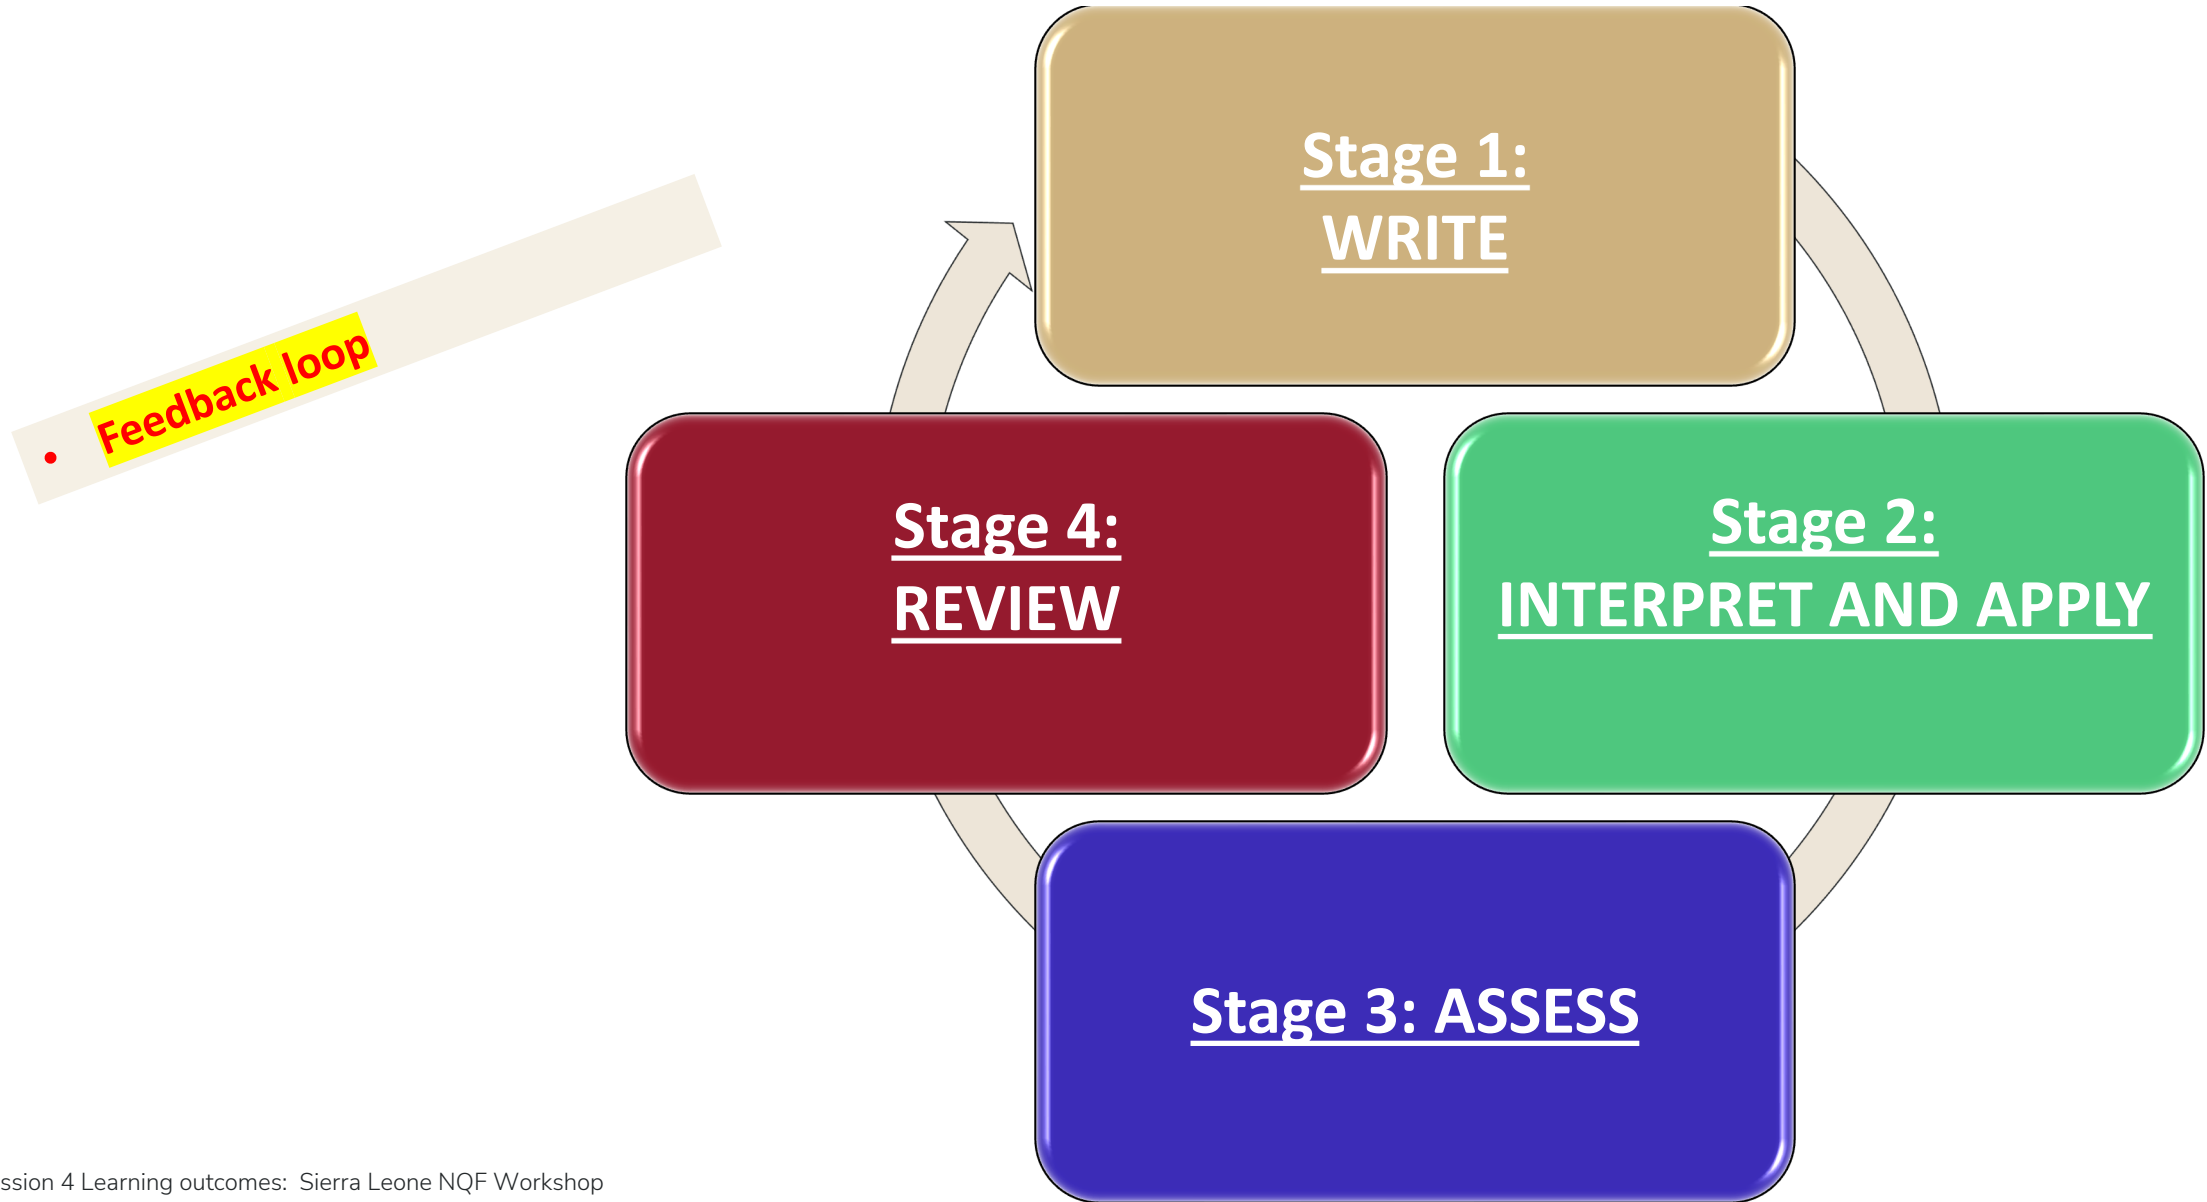 Stage 1:
WRITE
• Feedback loop
Stage 4:
REVIEW
Stage 2:
INTERPRET AND APPLY
Stage 3: ASSESS
ssion 4 Learning outcomes: Sierra Leone NQF Workshop